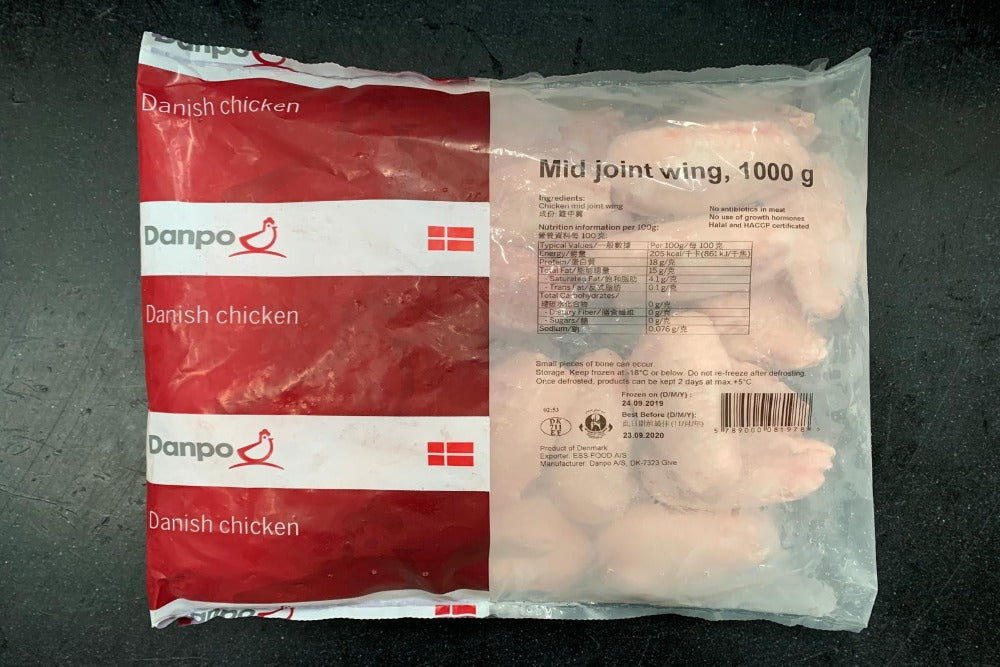 Danpo
Danish chicken
Danpo
Danish chicken
Danpo
Danish chicken
Danpo
Mid joint wing, 1000 g
Ingredients:
Chicken mid joint wing
成份: 雞中翼
No antibiotics in meat
No use of growth hormones
Halal and HACCP certificated
Nutrition information per 100g:
營養資料每 100 克:
Typical Values/一般數據 Per 100g/每 100 克
Energy/能量 205 kcal/千卡(861 kJ/千焦)
Protein/蛋白質 18 g/克
Total Fat/脂肪總量 15 g/克
- Saturated Fat/飽和脂肪 4.1 g/克
- Trans Fat/反式脂肪 0.1 g/克
Total Carbohydrates/
碳水化合物 0 g/克
- Dietary Fiber/膳食纖維 0 g/克
- Sugars/糖 0 g/克
Sodium/鈉 0.076 g/克
Small pieces of bone can occur.
Storage: Keep frozen at -18°C or below. Do not re-freeze after defrosting.
Once defrosted, products can be kept 2 days at max.+5°C
Frozen on (D/M/Y) :
24.09.2019
02:53
DK
Best Before (D/M/Y):
23.09.2020
Product of Denmark
Exporter: ESS FOOD A/S
Manufacturer: Danpo A/S, DK-7323 Give